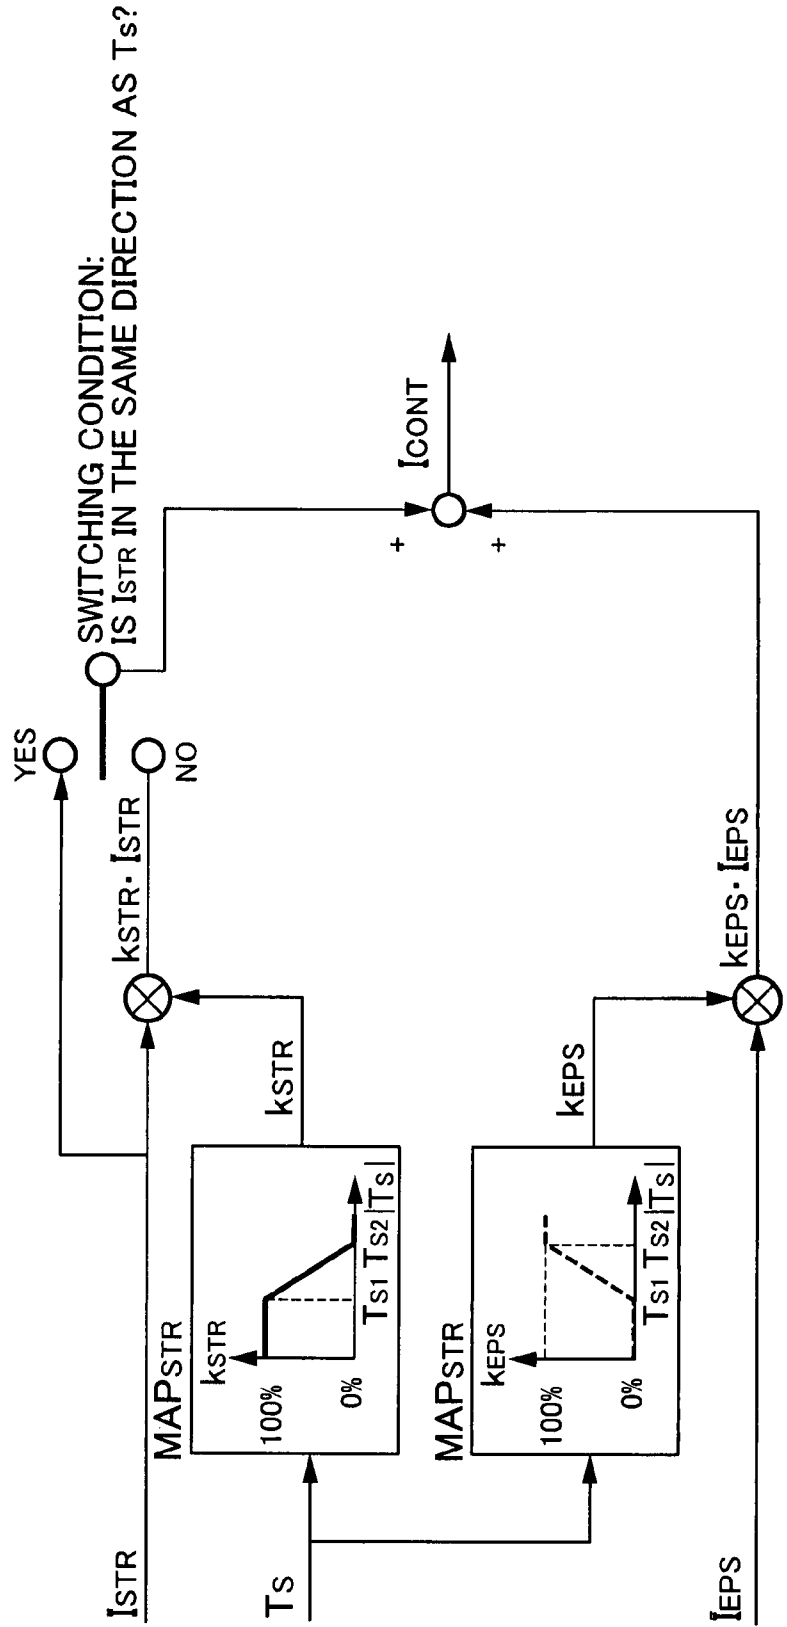 SWITCHING CONDITION:
IS ISTR IN THE SAME DIRECTION AS Ts?
YES
NO
kSTR·ISTR
ISTR
MAPSTR
kSTR
100%
0%
TS1 TS2 |TS|
kSTR
TS
MAPSTR
kEPS
100%
0%
TS1 TS2 |TS|
kEPS
IEPS
kEPS·IEPS
+
+
ICONT